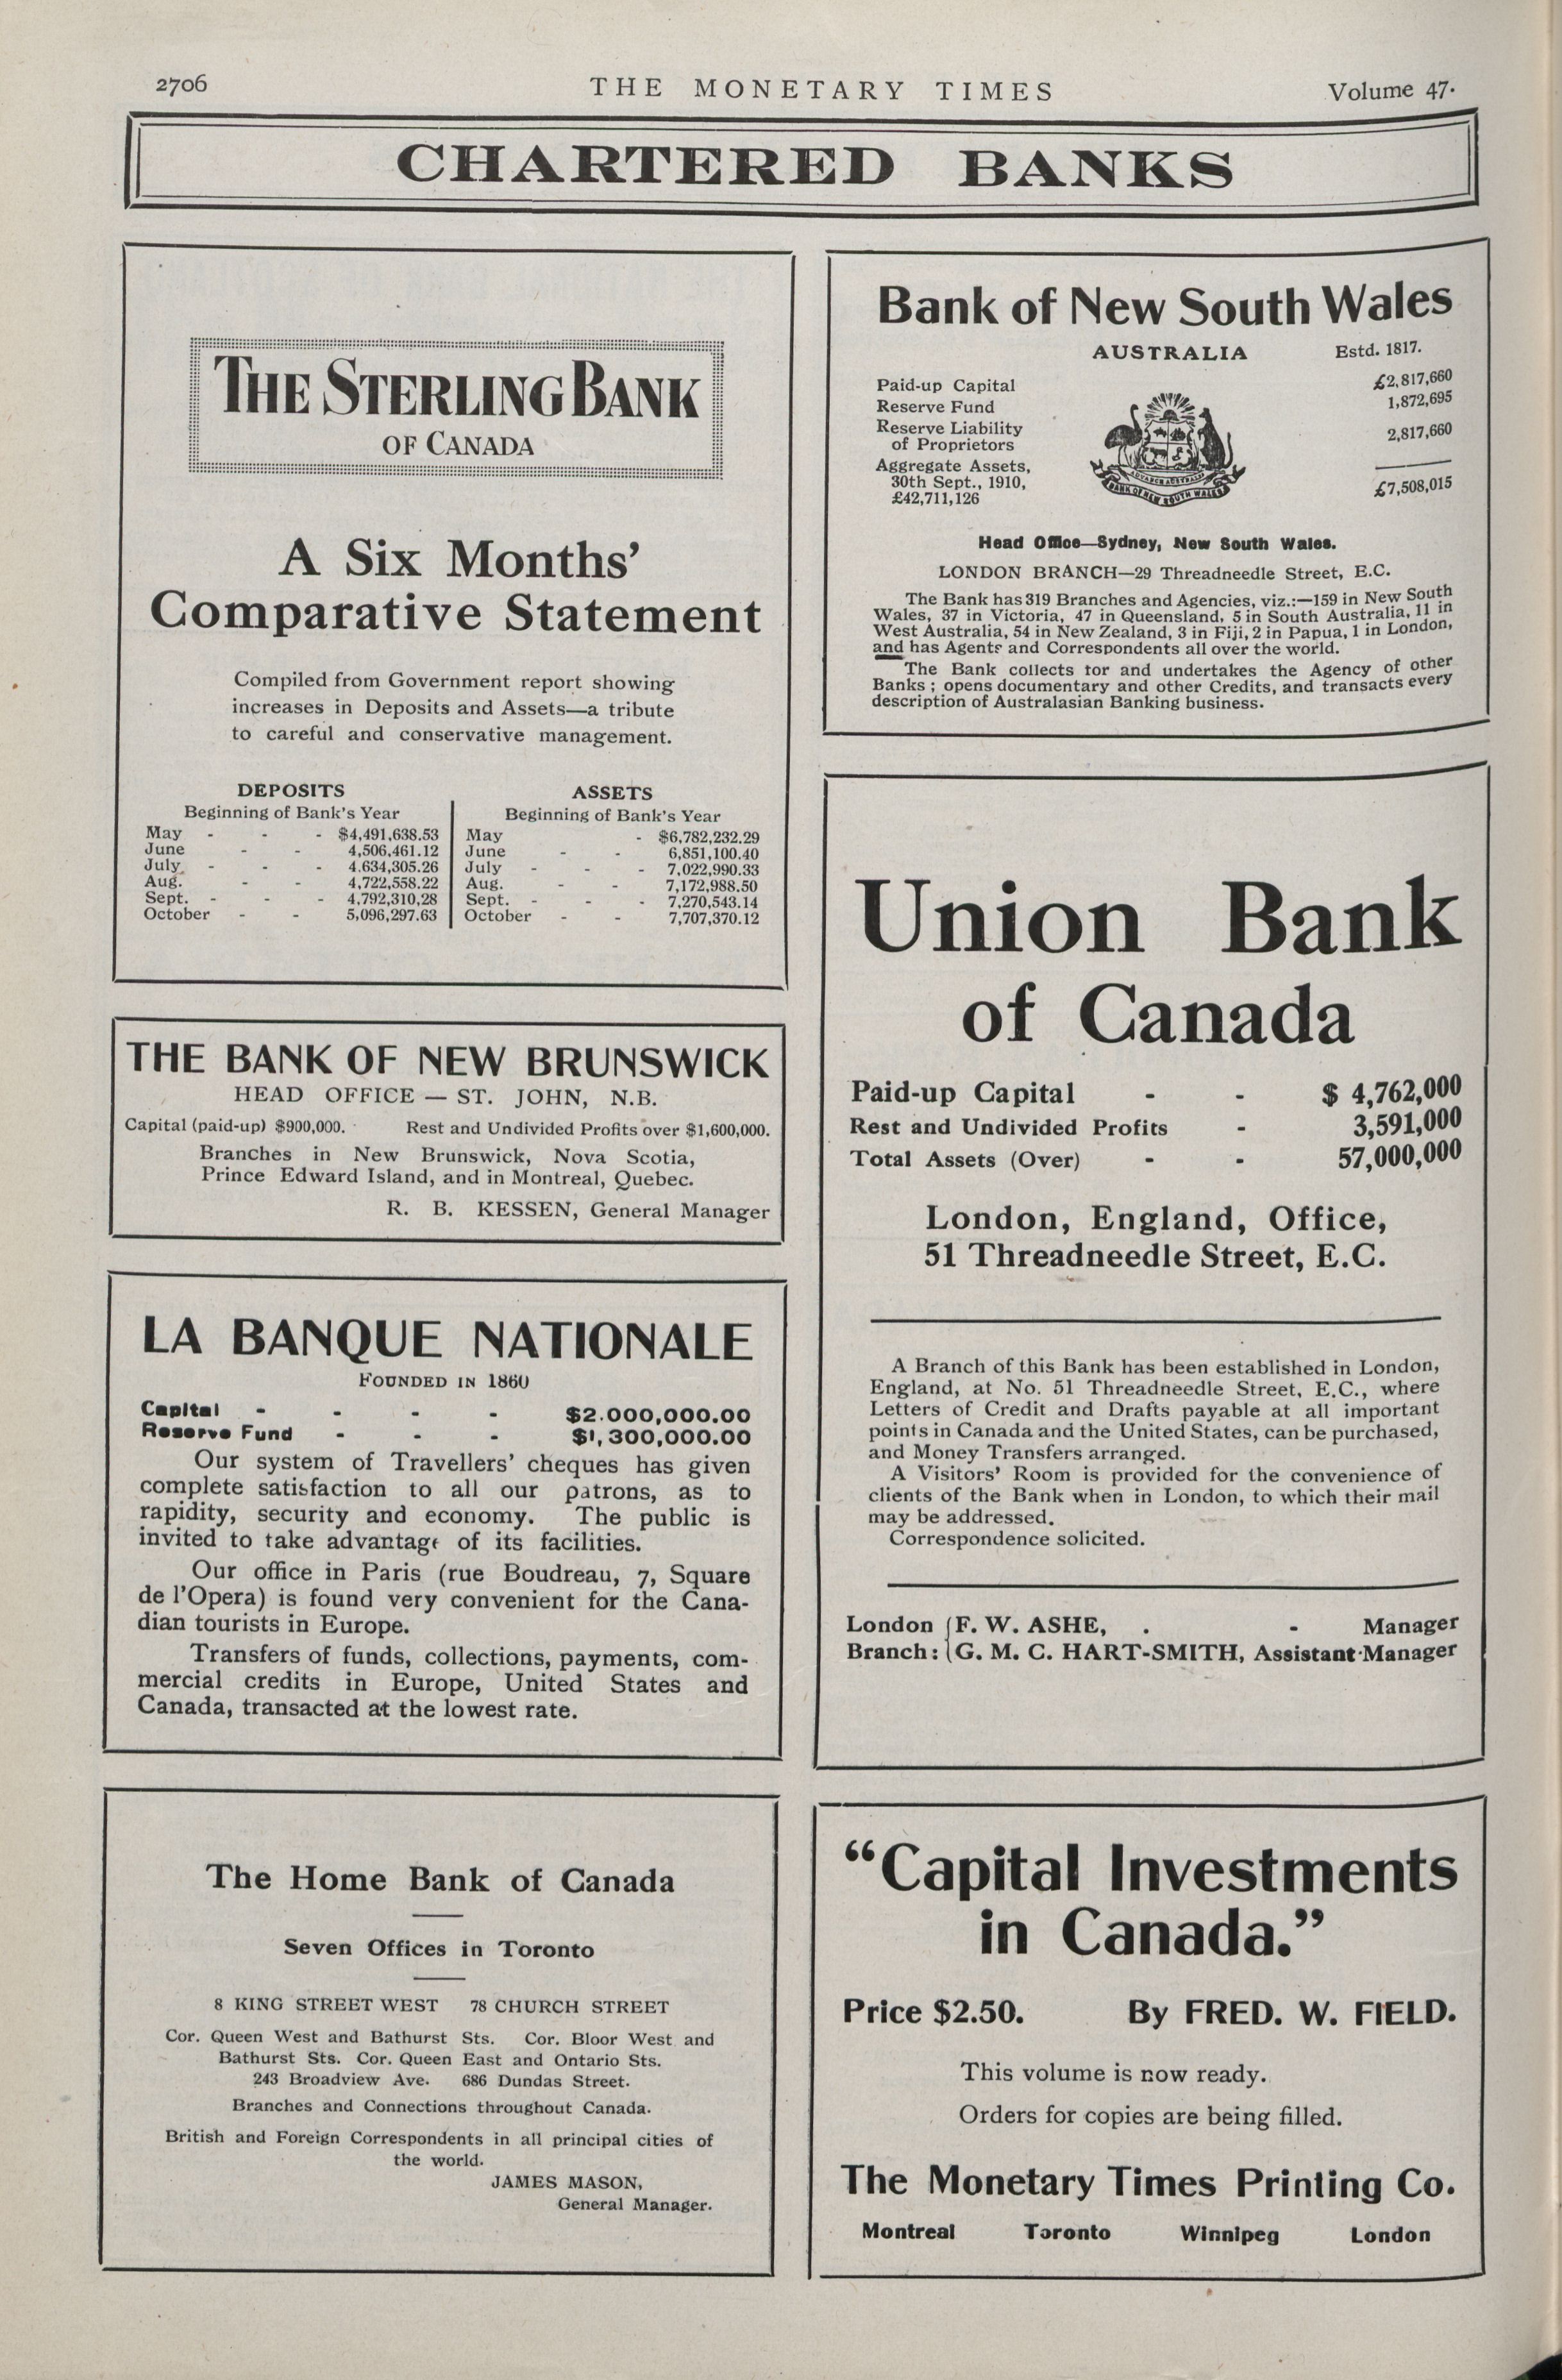 2706
THE MONETARY TIMES
Volume 47.
CHARTERED BANKS
THE STERLING BANK
OF CANADA
A Six Months'
Comparative Statement
Compiled from Government report showing
increases in Deposits and Assets—a tribute
to careful and conservative management.
DEPOSITS
Beginning of Bank's Year
May - - - $4,491,638.53
June - - 4,506,461.12
July - - - 4.634,305.26
Aug. - - 4,722,558.22
Sept. - - - 4,792,310,28
October - - 5,096,297.63
ASSETS
Beginning of Bank's Year
May - $6,782,232.29
June - - 6,851,100.40
July - - - 7,022,990.33
Aug. - - 7,172,988.50
Sept. - - - 7,270,543.14
October - - 7,707,370.12
THE BANK OF NEW BRUNSWICK
HEAD OFFICE — ST. JOHN, N.B.
Capital (paid-up) $900,000. Rest and Undivided Profits over $1,600,000.
Branches in New Brunswick, Nova Scotia,
Prince Edward Island, and in Montreal, Quebec.
R. B. KESSEN, General Manager
LA BANQUE NATIONALE
FOUNDED IN 1860
Capital - - - - $2.000,000.00
Reserve Fund - - - $1,300,000.00
Our system of Travellers' cheques has given
complete satisfaction to all our patrons, as to
rapidity, security and economy. The public is
invited to take advantage of its facilities.
Our office in Paris (rue Boudreau, 7, Square
de l'Opera) is found very convenient for the Cana-
dian tourists in Europe.
Transfers of funds, collections, payments, com-
mercial credits in Europe, United States and
Canada, transacted at the lowest rate.
The Home Bank of Canada
Seven Offices in Toronto
8 KING STREET WEST 78 CHURCH STREET
Cor. Queen West and Bathurst Sts. Cor. Bloor West and
Bathurst Sts. Cor. Queen East and Ontario Sts.
243 Broadview Ave. 686 Dundas Street.
Branches and Connections throughout Canada.
British and Foreign Correspondents in all principal cities of
the world.
JAMES MASON,
General Manager.
Bank of New South Wales
AUSTRALIA Estd. 1817.
Paid-up Capital £2,817,660
Reserve Fund 1,872,695
Reserve Liability
of Proprietors 2,817,660
Aggregate Assets,
30th Sept., 1910,
£42,711,126
£7,508,015
ADVANCE AUSTRALIA
BANK OF NEW SOUTH WALES
Head Office—Sydney, New South Wales.
LONDON BRANCH—29 Threadneedle Street, E.C.
The Bank has 319 Branches and Agencies, viz.:—159 in New South
Wales, 37 in Victoria, 47 in Queensland, 5 in South Australia, 11 in
West Australia, 54 in New Zealand, 3 in Fiji, 2 in Papua, 1 in London,
and has Agents and Correspondents all over the world.
The Bank collects tor and undertakes the Agency of other
Banks ; opens documentary and other Credits, and transacts every
description of Australasian Banking business.
Union Bank
of Canada
Paid-up Capital - - $ 4,762,000
Rest and Undivided Profits - 3,591,000
Total Assets (Over) - - 57,000,000
London, England, Office,
51 Threadneedle Street, E.C.
A Branch of this Bank has been established in London,
England, at No. 51 Threadneedle Street, E.C., where
Letters of Credit and Drafts payable at all important
points in Canada and the United States, can be purchased,
and Money Transfers arranged.
A Visitors' Room is provided for the convenience of
clients of the Bank when in London, to which their mail
may be addressed.
Correspondence solicited.
London { F. W. ASHE, . - Manager
Branch: { G. M. C. HART-SMITH, Assistant-Manager
"Capital Investments
in Canada."
Price $2.50. By FRED. W. FIELD.
This volume is now ready.
Orders for copies are being filled.
The Monetary Times Printing Co.
Montreal Toronto Winnipeg London